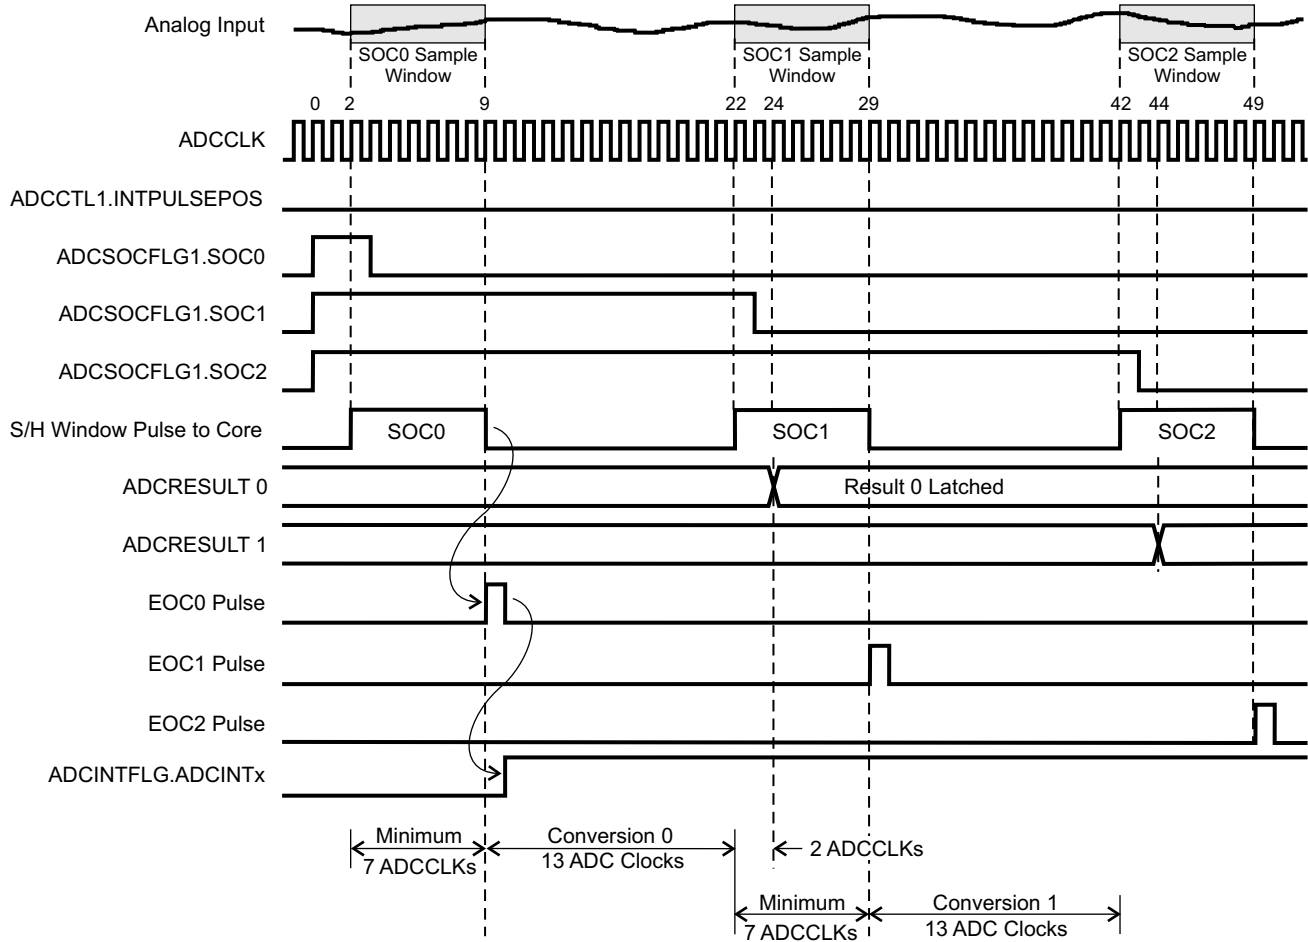 Analog Input
SOC0 Sample
Window
SOC1 Sample
Window
SOC2 Sample
Window
0 2 9 22 24 29 42 44 49
ADCCLK
ADCCTL1.INTPULSEPOS
ADCSOCFLG1.SOC0
ADCSOCFLG1.SOC1
ADCSOCFLG1.SOC2
S/H Window Pulse to Core SOC0 SOC1 SOC2
ADCRESULT 0 Result 0 Latched
ADCRESULT 1
EOC0 Pulse
EOC1 Pulse
EOC2 Pulse
ADCINTFLG.ADCINTx
Minimum
7 ADCCLKs
Conversion 0
13 ADC Clocks
2 ADCCLKs
Minimum
7 ADCCLKs
Conversion 1
13 ADC Clocks